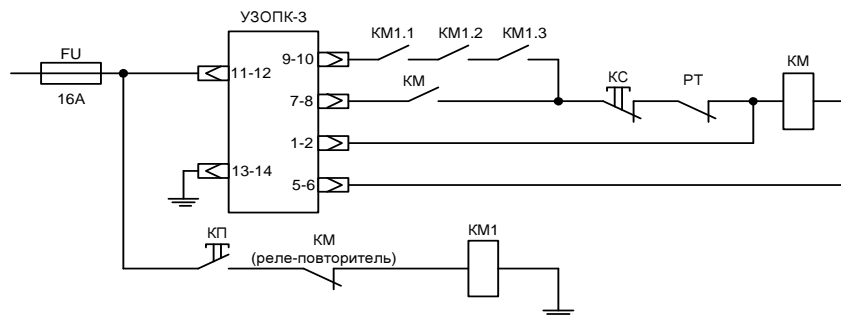 УЗОПК-3
FU
16А
11-12
13-14
9-10
7-8
1-2
5-6
КМ1.1
КМ1.2
КМ1.3
КМ
КС
РТ
КМ
КП
КМ
(реле-повторитель)
КМ1